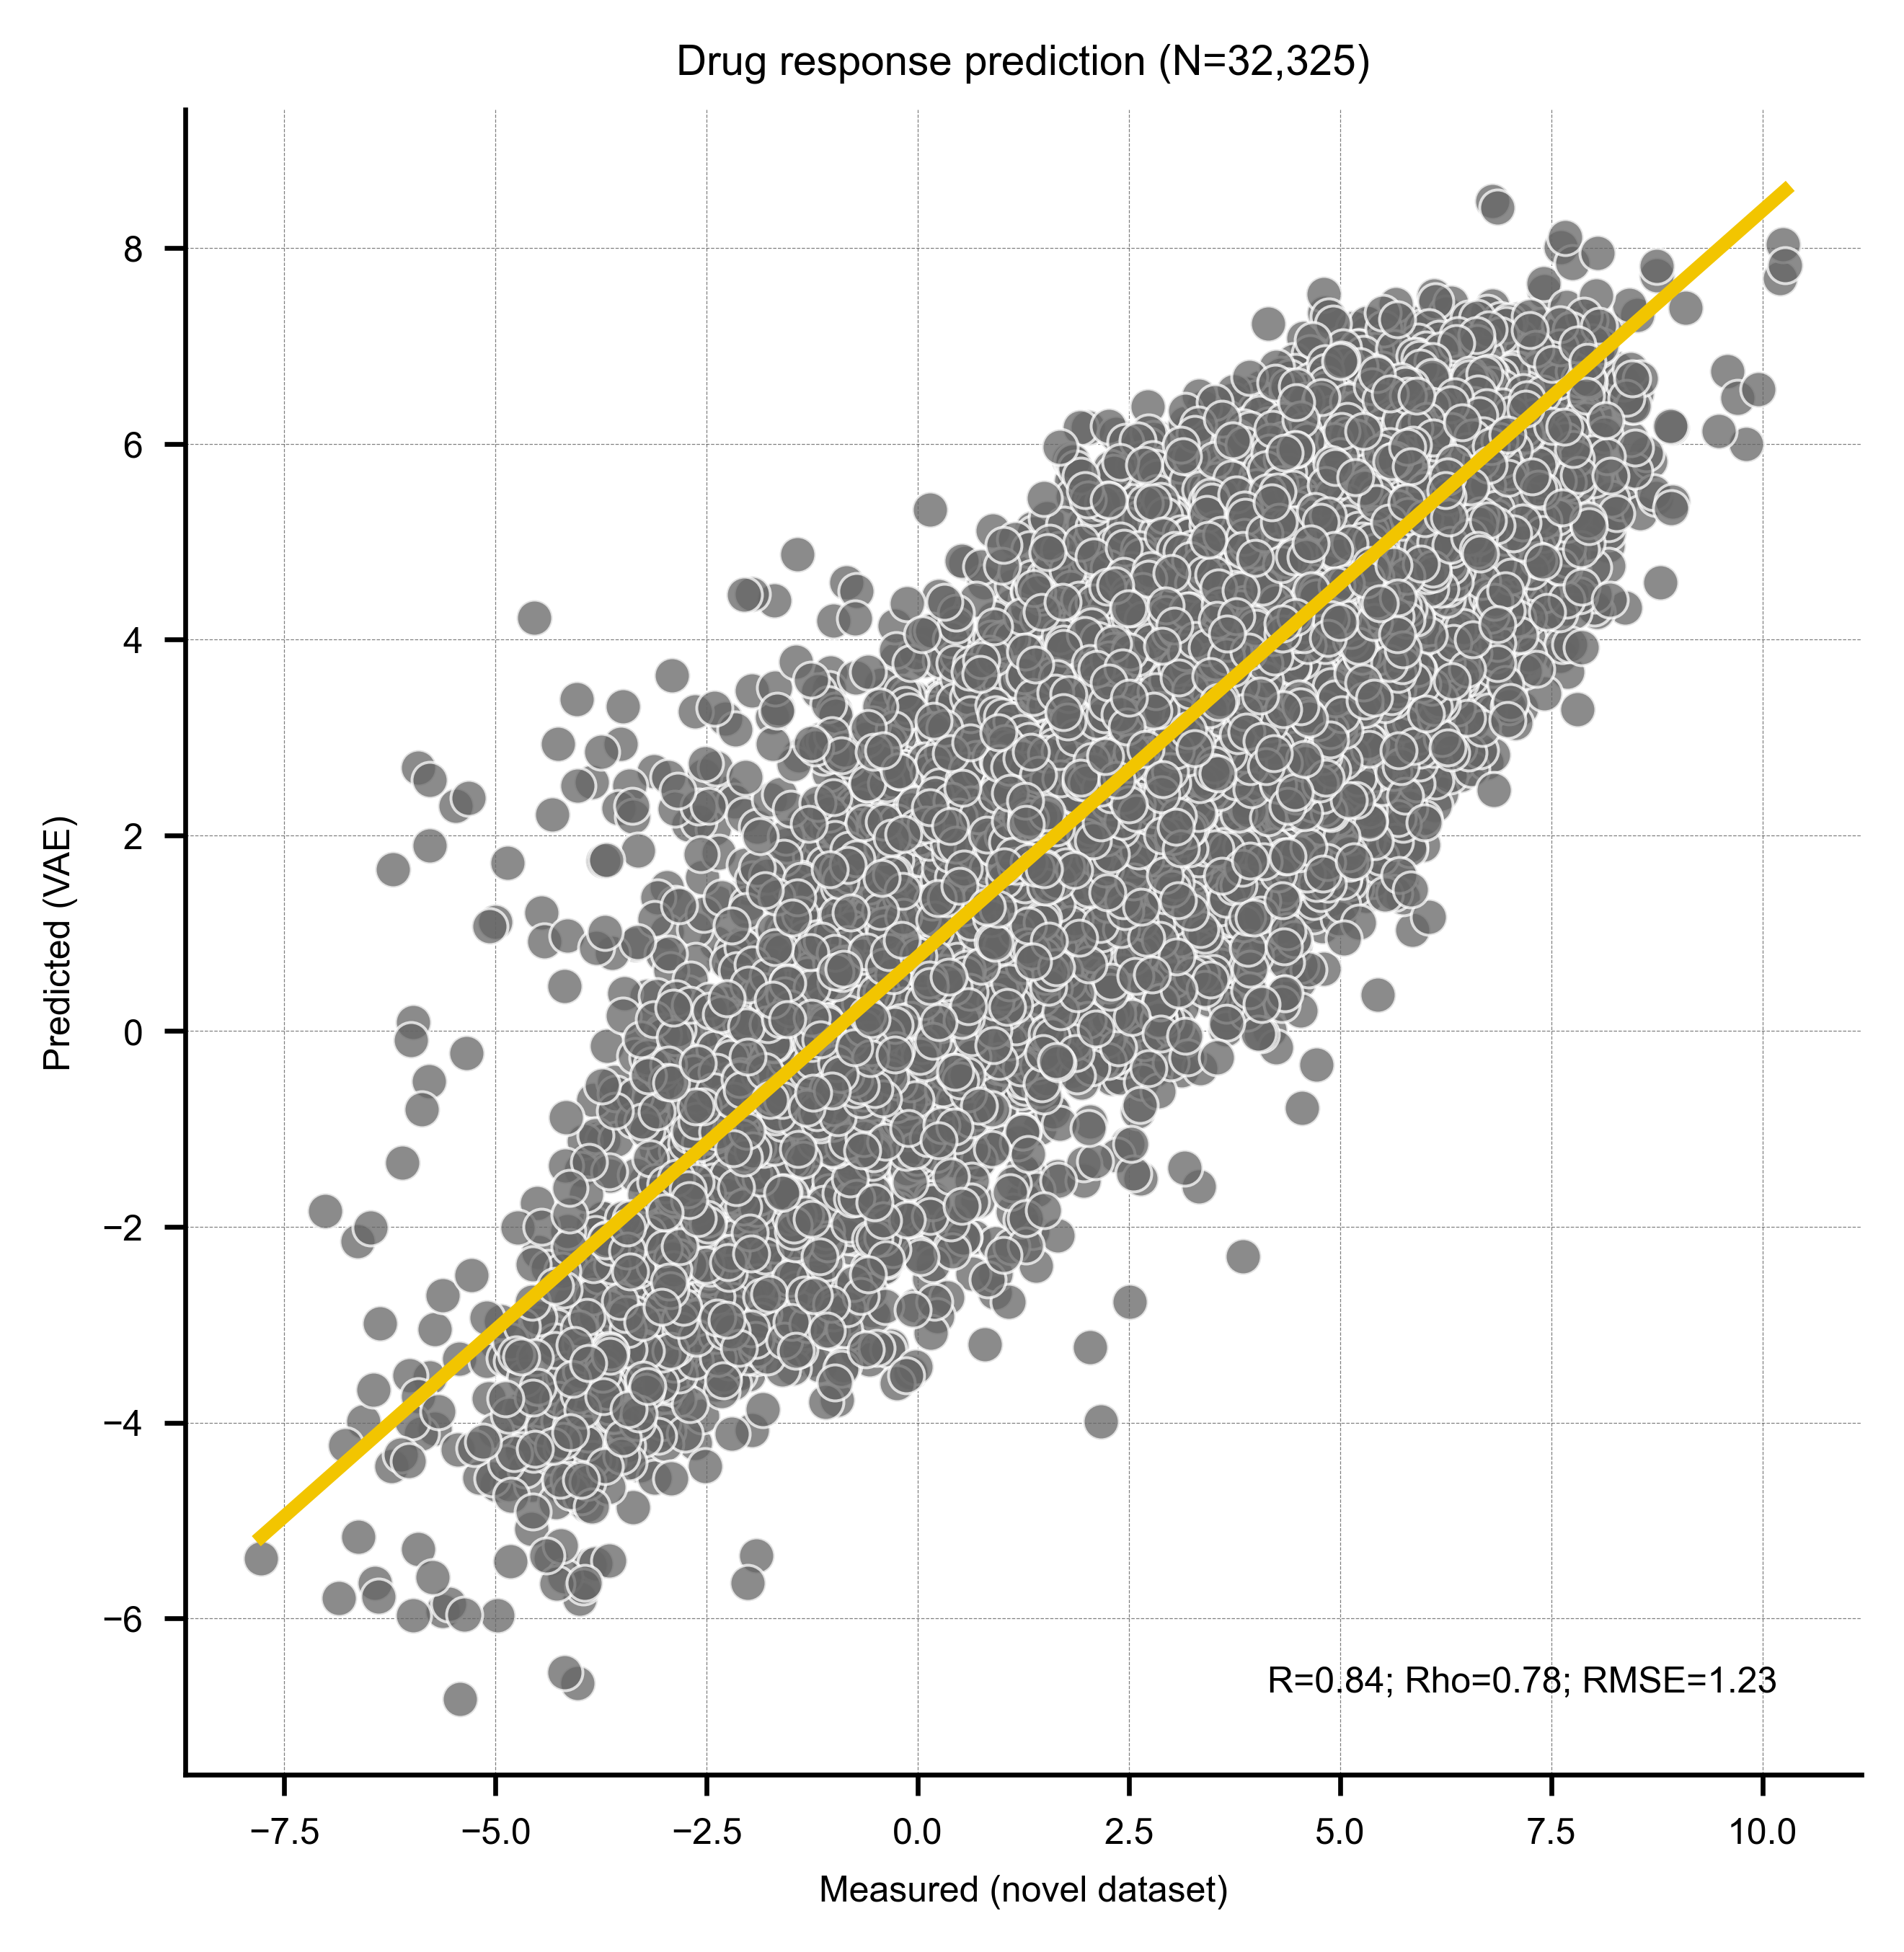 Drug response prediction (N=32,325)
8
6
4
2
0
−2
−4
−6
Predicted (VAE)
R=0.84; Rho=0.78; RMSE=1.23
−7.5 −5.0 −2.5 0.0 2.5 5.0 7.5 10.0
Measured (novel dataset)